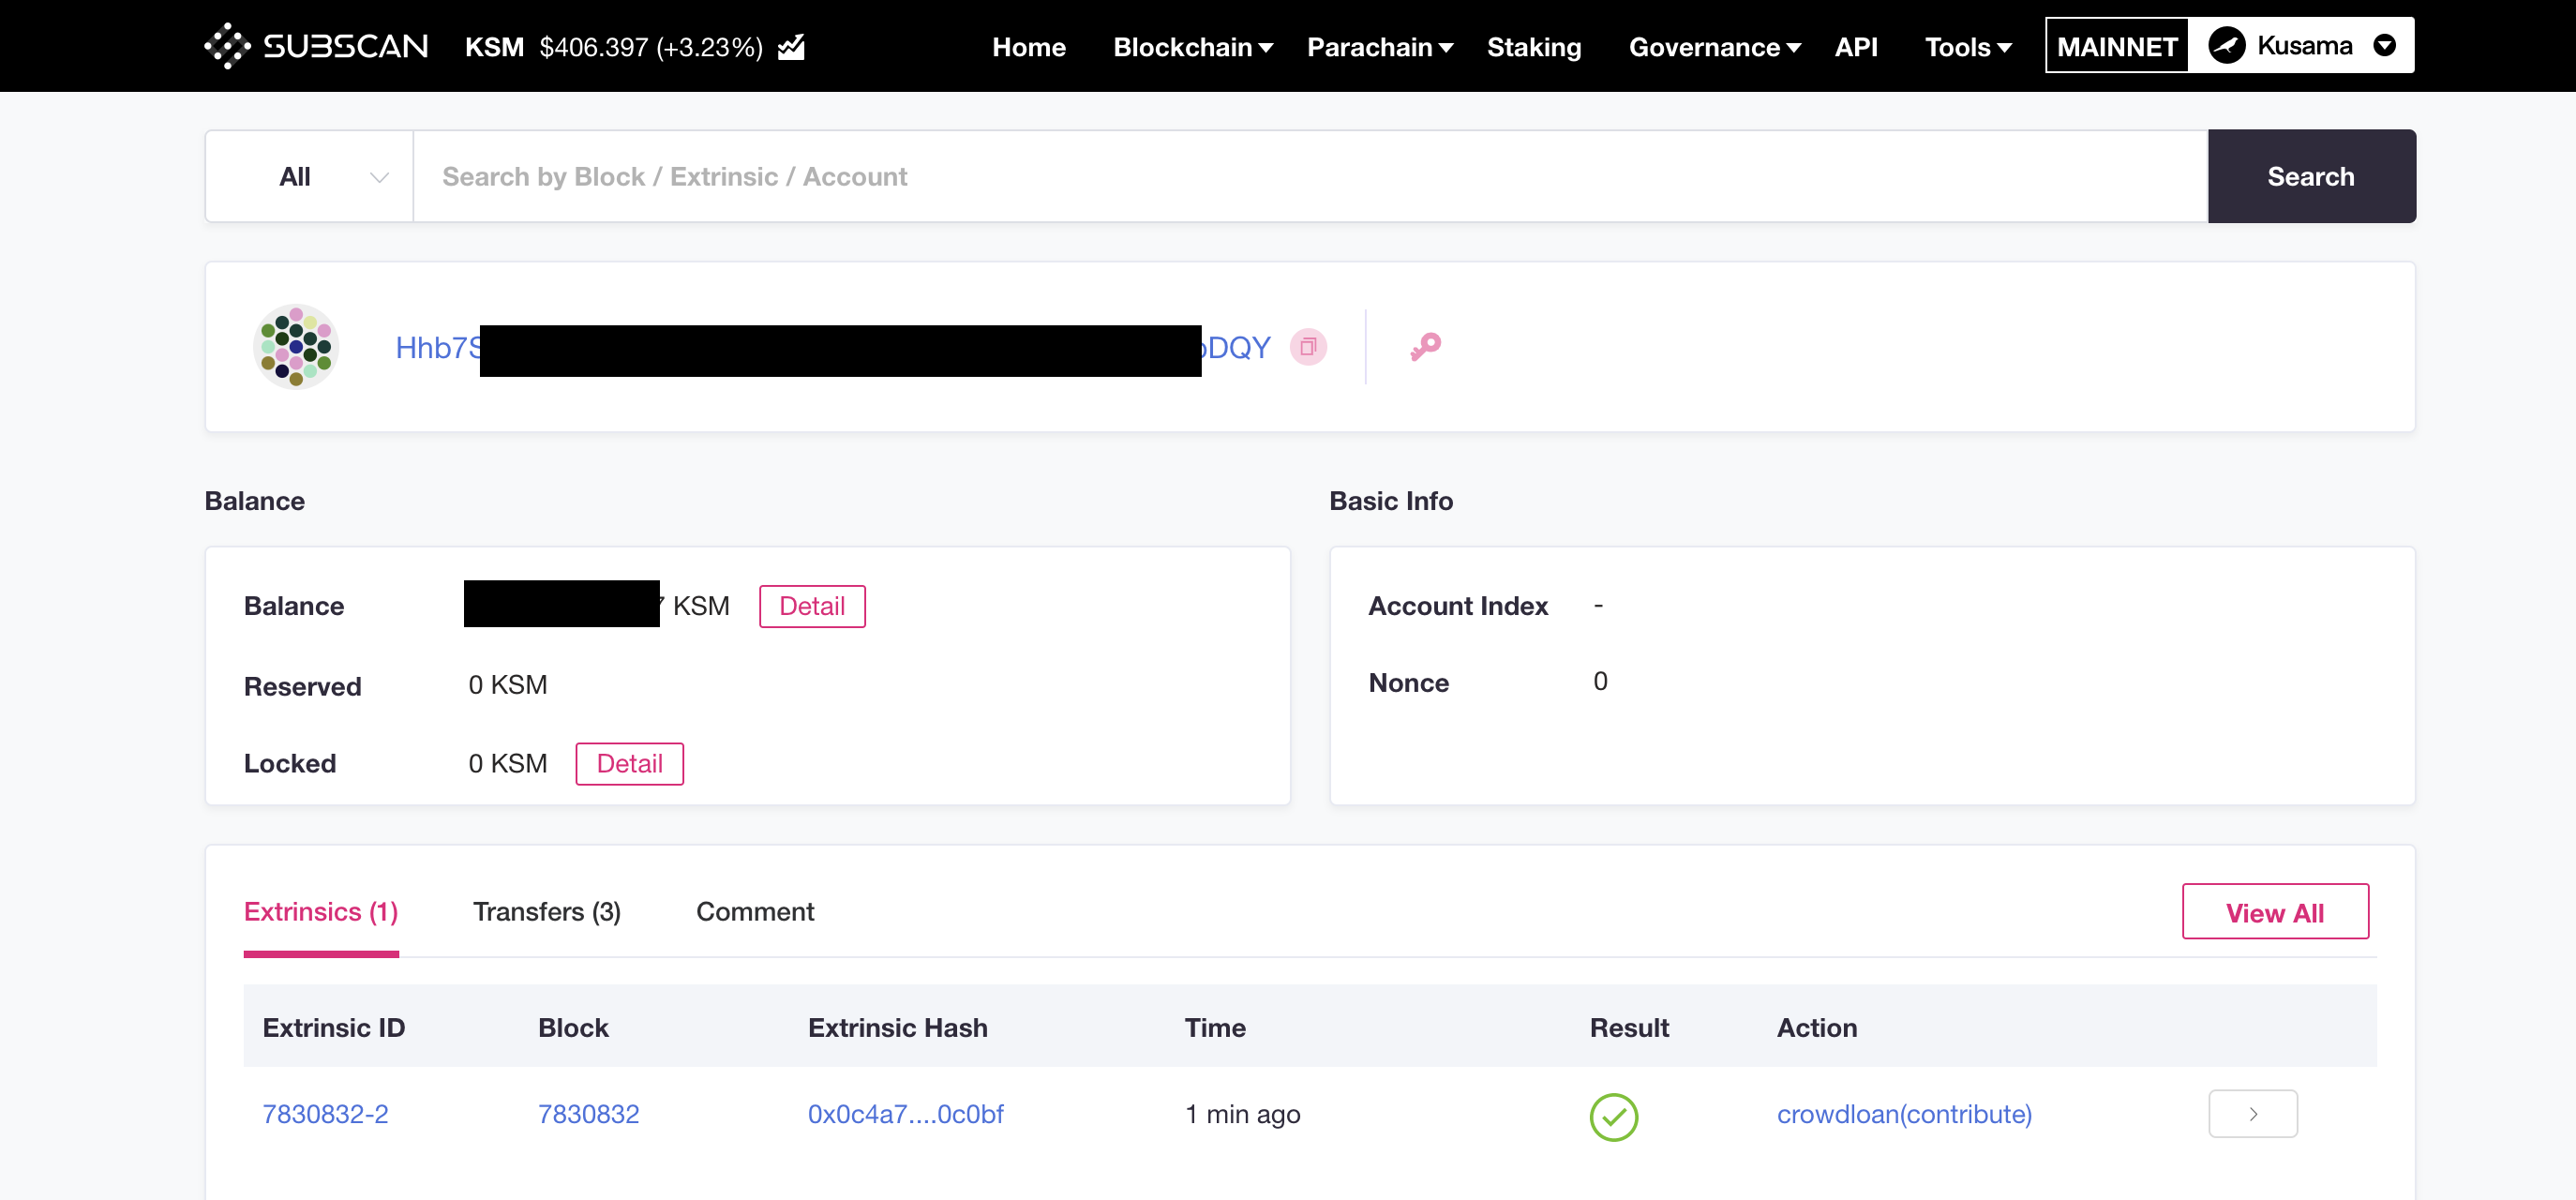 SUBSCAN KSM $406.397 (+3.23%) Home Blockchain Parachain Staking Governance API Tools MAINNET Kusama
All Search by Block / Extrinsic / Account Search
Hhb7S DQY
Balance Basic Info
Balance KSM Detail Account Index -
Reserved 0 KSM Nonce 0
Locked 0 KSM Detail
Extrinsics (1) Transfers (3) Comment View All
Extrinsic ID Block Extrinsic Hash Time Result Action
7830832-2 7830832 0x0c4a7....0c0bf 1 min ago crowdloan(contribute)